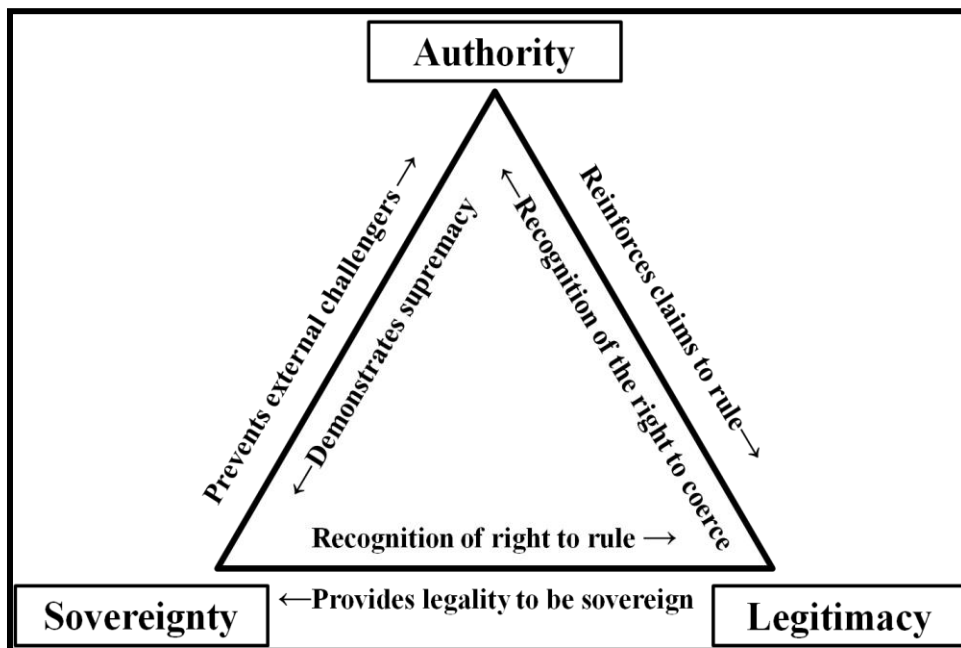 Authority
Prevents external challengers →
←Demonstrates supremacy
←Recognition of the right to coerce
Reinforces claims to rule→
Recognition of right to rule →
Sovereignty
←Provides legality to be sovereign
Legitimacy